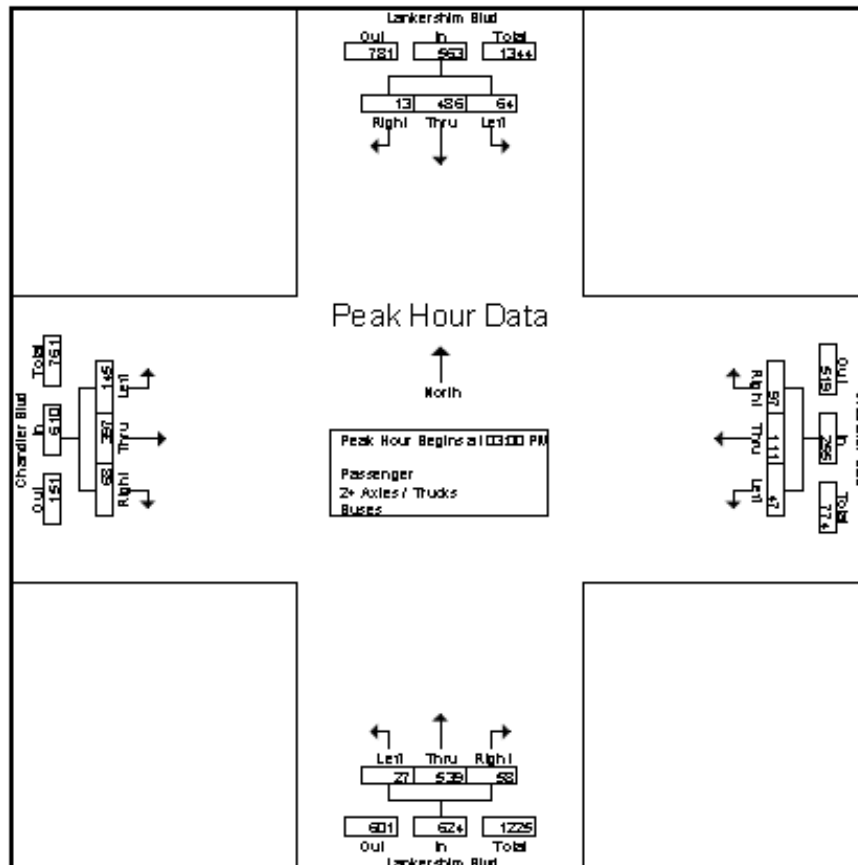 Lankershim Blvd
Out In Total
781 563 1344
13 486 64
Right Thru Left
Peak Hour Data
North
Peak Hour Begins at 03:00 PM
Passenger
2+ Axles / Trucks
Buses
Chandler Blvd
Out In Total
151 610 761
68 397 145
Right Thru Left
Right Thru Left
97 111 47
Out In Total
519 255 774
Left Thru Right
27 539 58
601 624 1225
Out In Total
Lankershim Blvd